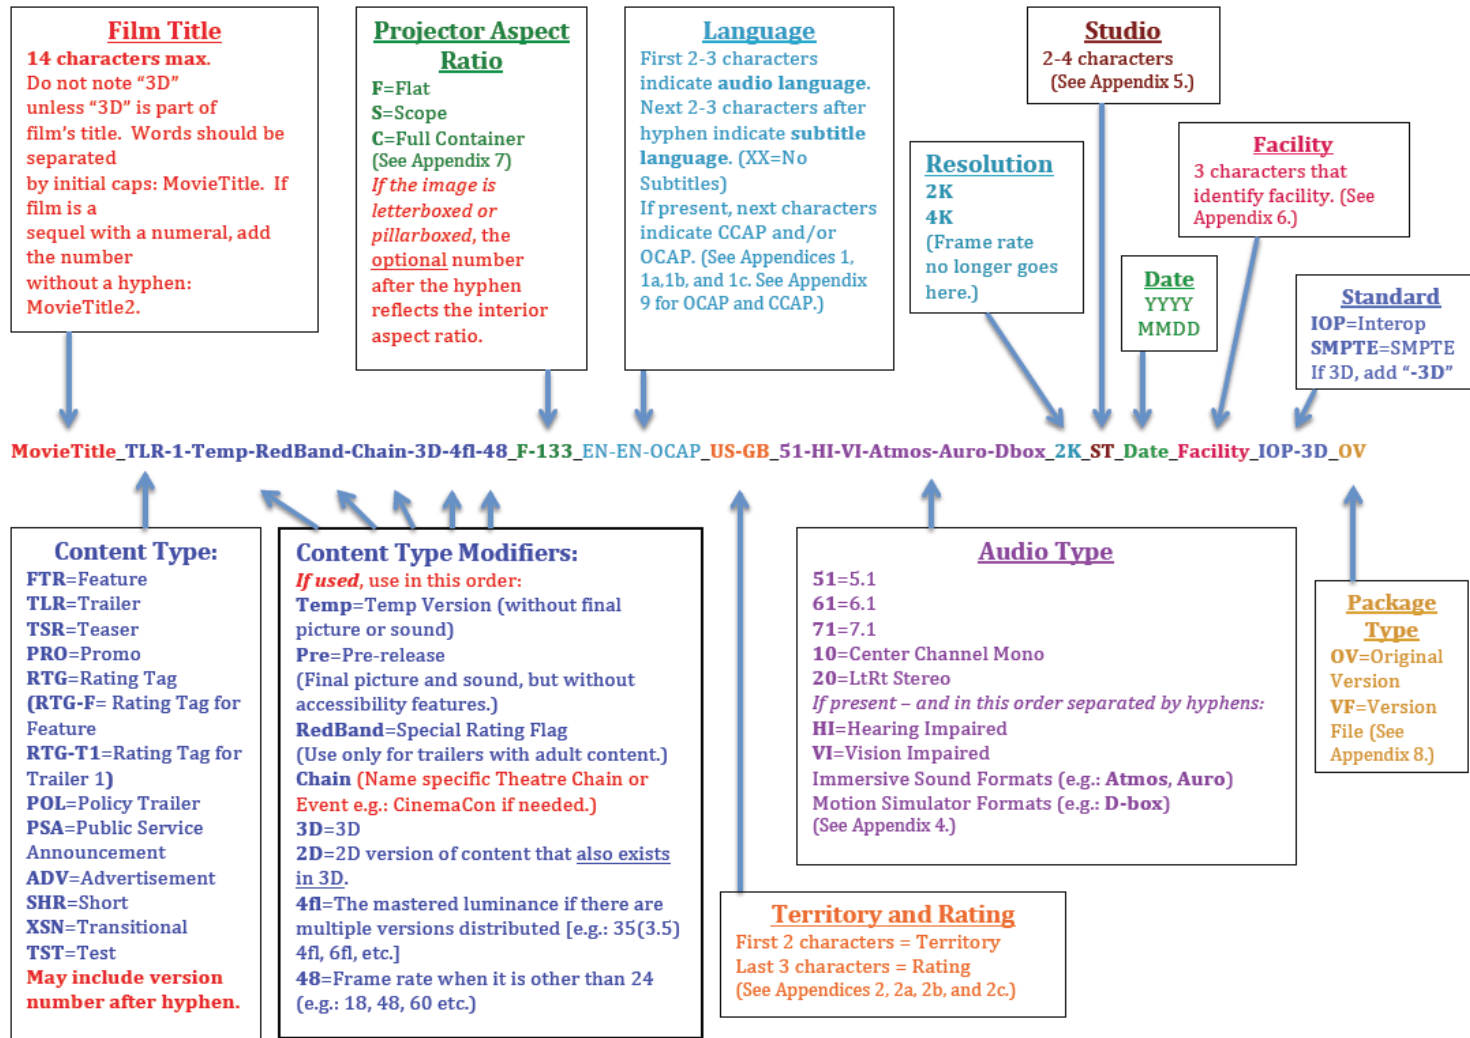 Film Title
14 characters max.
Do not note “3D”
unless “3D” is part of
film’s title.  Words should be
separated
by initial caps: MovieTitle.  If
film is a
sequel with a numeral, add
the number
without a hyphen:
MovieTitle2.
Projector Aspect
Ratio
F=Flat
S=Scope
C=Full Container
(See Appendix 7)
If the image is
letterboxed or
pillarboxed, the
optional number
after the hyphen
reflects the interior
aspect ratio.
Language
First 2-3 characters
indicate audio language.
Next 2-3 characters after
hyphen indicate subtitle
language. (XX=No
Subtitles)
If present, next characters
indicate CCAP and/or
OCAP. (See Appendices 1,
1a,1b, and 1c. See Appendix
9 for OCAP and CCAP.)
Resolution
2K
4K
(Frame rate
no longer goes
here.)
Studio
2-4 characters
(See Appendix 5.)
Date
YYYY
MMDD
Facility
3 characters that
identify facility. (See
Appendix 6.)
Standard
IOP=Interop
SMPTE=SMPTE
If 3D, add “-3D”
MovieTitle_TLR-1-Temp-RedBand-Chain-3D-4fl-48_F-133_EN-EN-OCAP_US-GB_51-HI-VI-Atmos-Auro-Dbox_2K_ST_Date_Facility_IOP-3D_OV
Content Type:
FTR=Feature
TLR=Trailer
TSR=Teaser
PRO=Promo
RTG=Rating Tag
(RTG-F= Rating Tag for
Feature
RTG-T1=Rating Tag for
Trailer 1)
POL=Policy Trailer
PSA=Public Service
Announcement
ADV=Advertisement
SHR=Short
XSN=Transitional
TST=Test
May include version
number after hyphen.
Content Type Modifiers:
If used, use in this order:
Temp=Temp Version (without final
picture or sound)
Pre=Pre-release
(Final picture and sound, but without
accessibility features.)
RedBand=Special Rating Flag
(Use only for trailers with adult content.)
Chain (Name specific Theatre Chain or
Event e.g.: CinemaCon if needed.)
3D=3D
2D=2D version of content that also exists
in 3D.
4fl=The mastered luminance if there are
multiple versions distributed [e.g.: 35(3.5)
4fl, 6fl, etc.]
48=Frame rate when it is other than 24
(e.g.: 18, 48, 60 etc.)
Territory and Rating
First 2 characters = Territory
Last 3 characters = Rating
(See Appendices 2, 2a, 2b, and 2c.)
Audio Type
51=5.1
61=6.1
71=7.1
10=Center Channel Mono
20=LtRt Stereo
If present – and in this order separated by hyphens:
HI=Hearing Impaired
VI=Vision Impaired
Immersive Sound Formats (e.g.: Atmos, Auro)
Motion Simulator Formats (e.g.: D-box)
(See Appendix 4.)
Package
Type
OV=Original
Version
VF=Version
File (See
Appendix 8.)